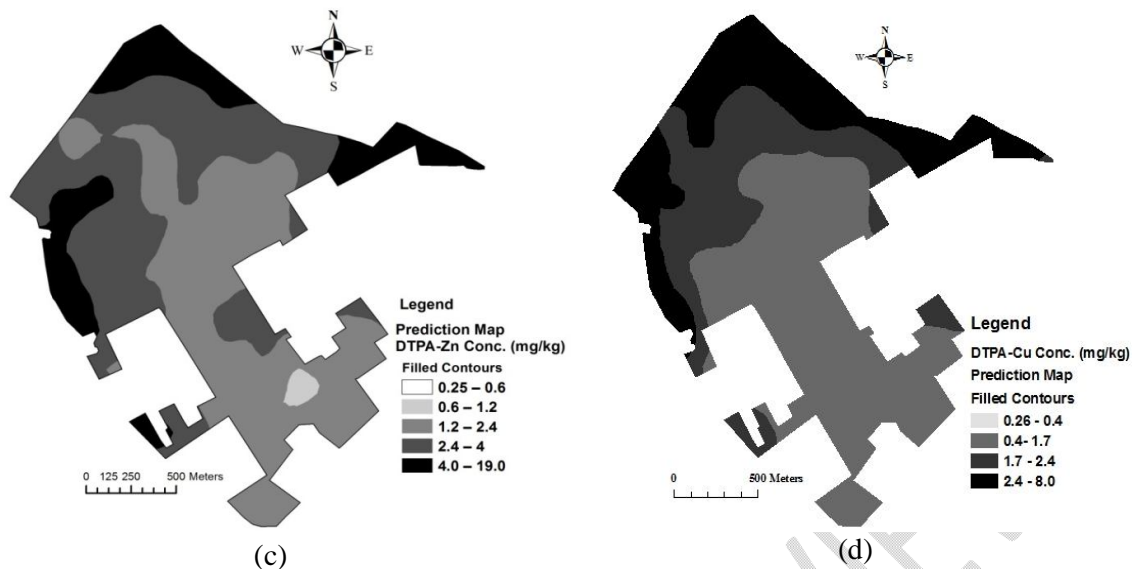 N
W E
S
Legend
Prediction Map
DTPA-Zn Conc. (mg/kg)
Filled Contours
0.25 – 0.6
0.6 – 1.2
1.2 – 2.4
2.4 – 4
4.0 – 19.0
0 125 250 500 Meters
(c)
N
W E
S
Legend
DTPA-Cu Conc. (mg/kg)
Prediction Map
Filled Contours
0.26 - 0.4
0.4- 1.7
1.7 - 2.4
2.4 - 8.0
0 500 Meters
(d)